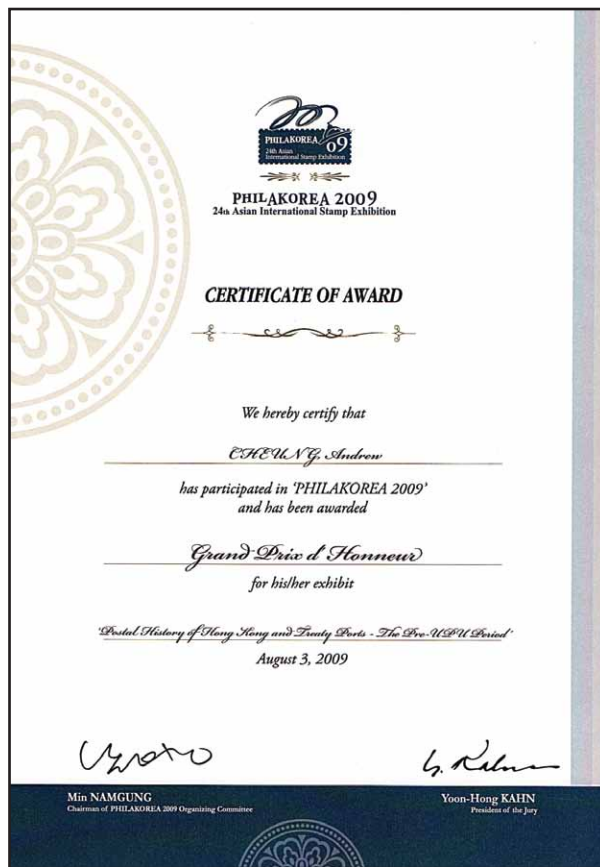 PHILAKOREA 09
24th Asian
International Stamp Exhibition
PHILAKOREA 2009
24th Asian International Stamp Exhibition
CERTIFICATE OF AWARD
We hereby certify that
CHEUNG, Andrew
has participated in 'PHILAKOREA 2009'
and has been awarded
Grand Prix d' Honneur
for his/her exhibit
'Postal History of Hong Kong and Treaty Ports - The Pre-UPU Period'
August 3, 2009
Min NAMGUNG
Chairman of PHILAKOREA 2009 Organizing Committee
Yoon-Hong KAHN
President of the Jury